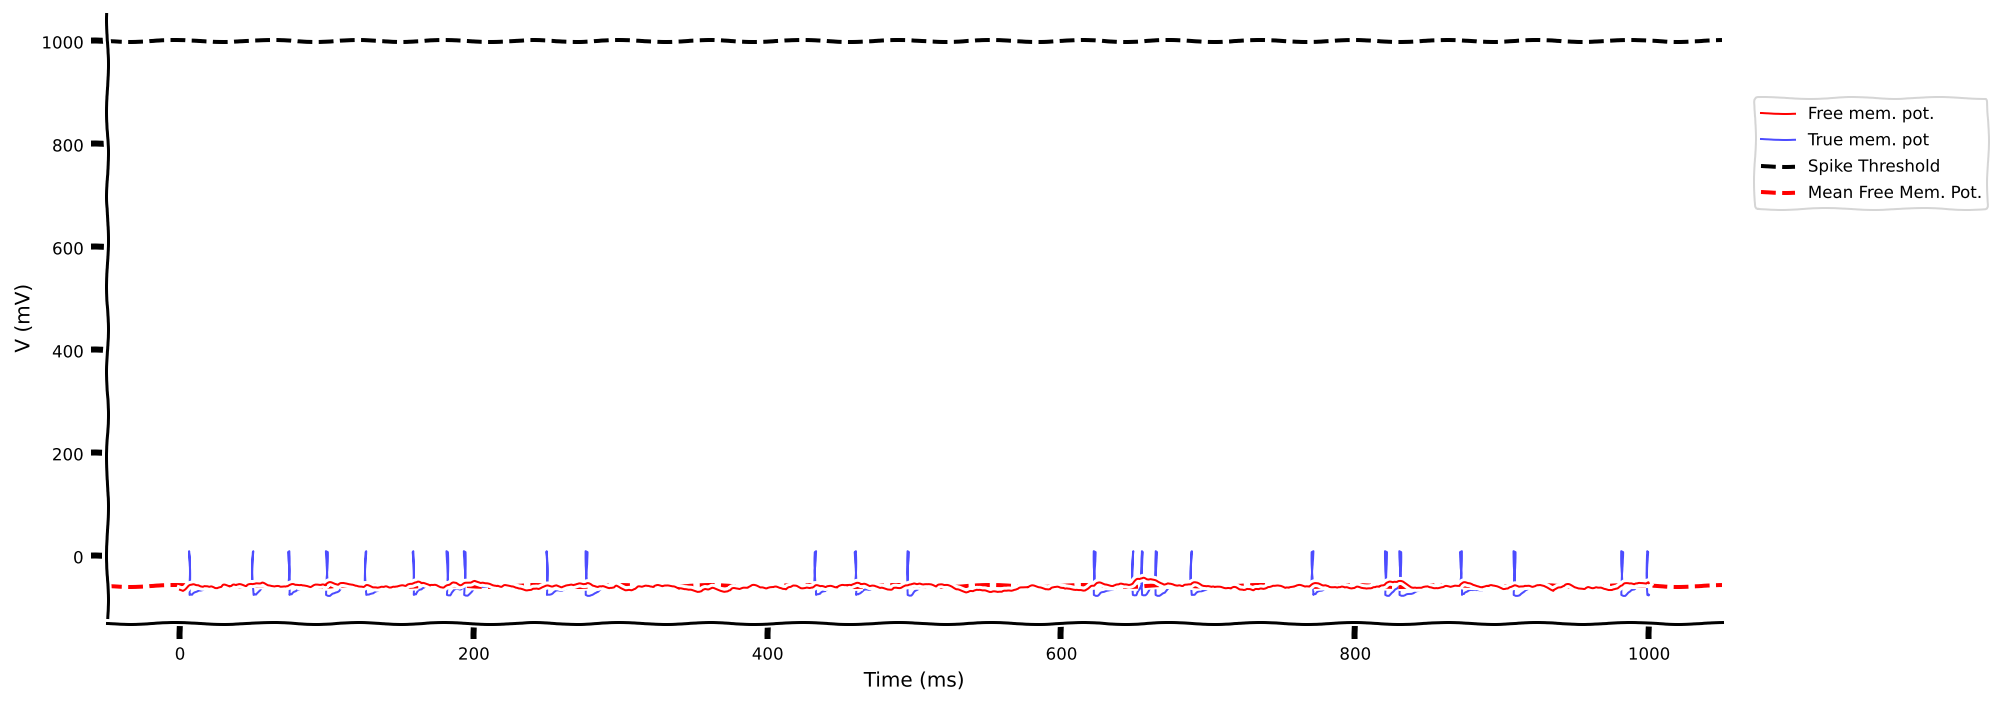 1000
800
600
400
200
0
V (mV)
0 200 400 600 800 1000
Time (ms)
Free mem. pot.
True mem. pot
Spike Threshold
Mean Free Mem. Pot.